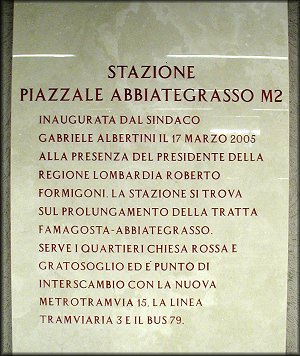 STAZIONE
PIAZZALE ABBIATEGRASSO M2
INAUGURATA DAL SINDACO
GABRIELE ALBERTINI IL 17 MARZO 2005
ALLA PRESENZA DEL PRESIDENTE DELLA
REGIONE LOMBARDIA ROBERTO
FORMIGONI. LA STAZIONE SI TROVA
SUL PROLUNGAMENTO DELLA TRATTA
FAMAGOSTA-ABBIATEGRASSO.
SERVE I QUARTIERI CHIESA ROSSA E
GRATOSOGLIO ED E' PUNTO DI
INTERSCAMBIO CON LA NUOVA
METROTRAMVIA 15, LA LINEA
TRAMVIARIA 3 E IL BUS 79.